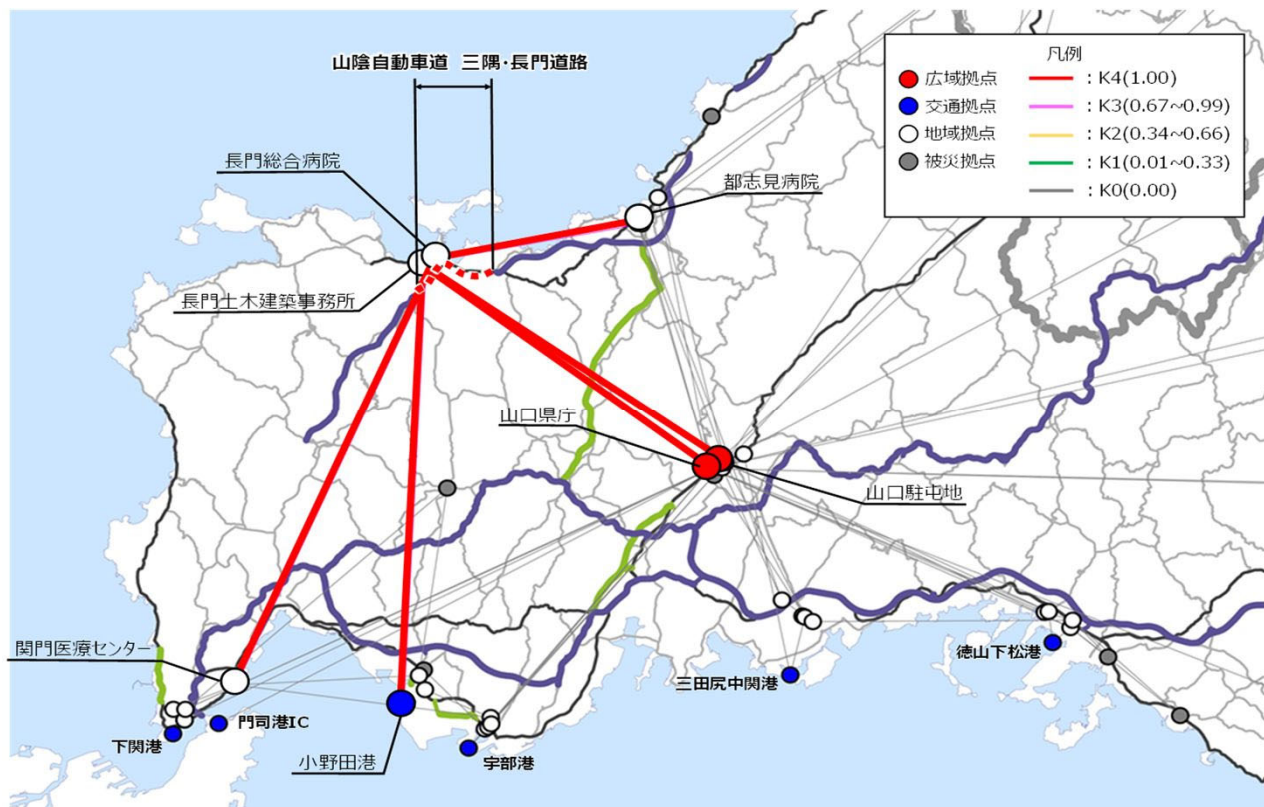 山陰自動車道 三隅・長門道路
長門総合病院
都志見病院
長門土木建築事務所
山口県庁
山口駐屯地
関門医療センター
下関港
門司港IC
小野田港
宇部港
三田尻中関港
徳山下松港
凡例
広域拠点
: K4(1.00)
交通拠点
: K3(0.67~0.99)
地域拠点
: K2(0.34~0.66)
被災拠点
: K1(0.01~0.33)
: K0(0.00)